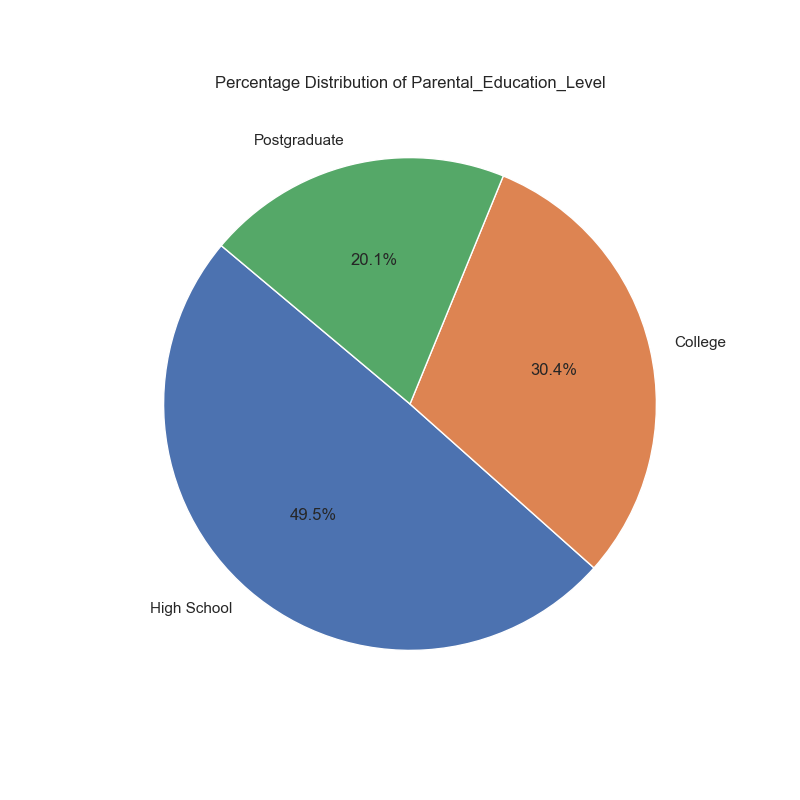 Percentage Distribution of Parental_Education_Level
Postgraduate
20.1%
College
30.4%
49.5%
High School